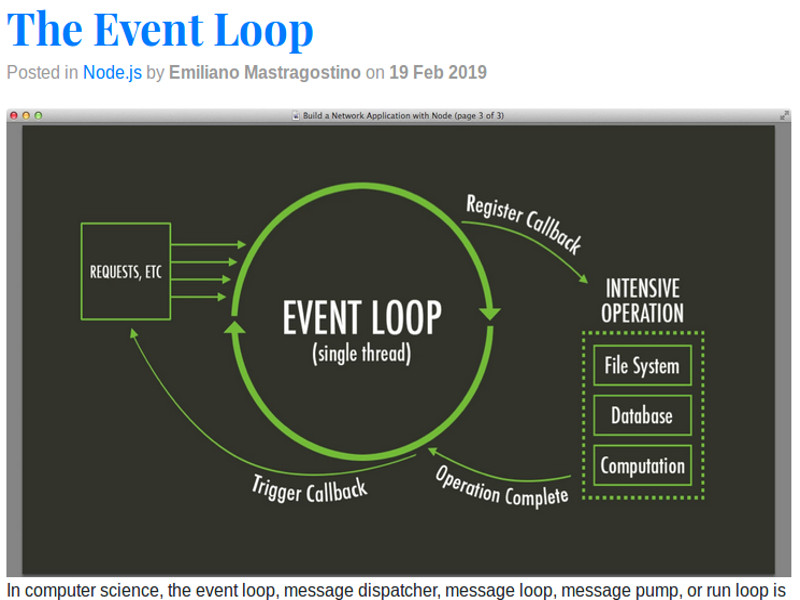 The Event Loop
Posted in Node.js by Emiliano Mastragostino on 19 Feb 2019
Build a Network Application with Node (page 3 of 3)
Register Callback
REQUESTS, ETC
INTENSIVE
OPERATION
EVENT LOOP
(single thread)
File System
Database
Computation
Trigger Callback
Operation Complete
In computer science, the event loop, message dispatcher, message loop, message pump, or run loop is